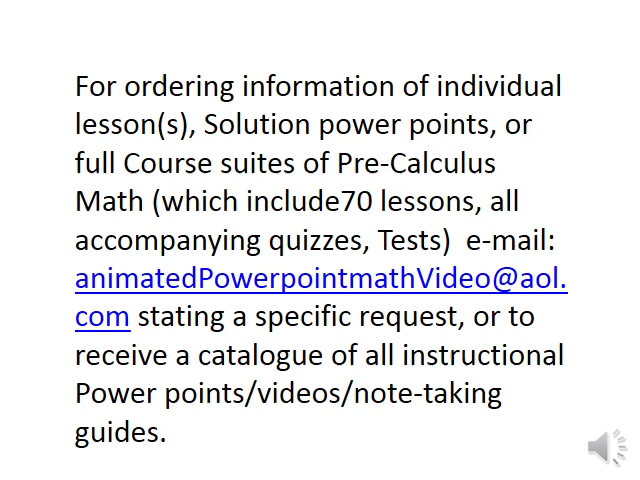 For ordering information of individual
lesson(s), Solution power points, or
full Course suites of Pre-Calculus
Math (which include70 lessons, all
accompanying quizzes, Tests)  e-mail:
animatedPowerpointmathVideo@aol.
com stating a specific request, or to
receive a catalogue of all instructional
Power points/videos/note-taking
guides.